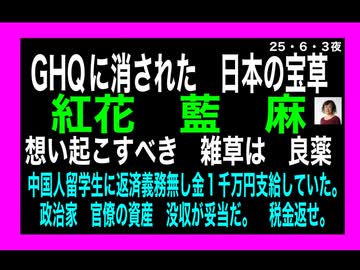 25・6・3夜
GHQに消された 日本の宝草
紅花 藍 麻
想い起こすべき 雑草は 良薬
中国人留学生に返済義務無し金１千万円支給していた。
政治家 官僚の資産 没収が妥当だ。 税金返せ。